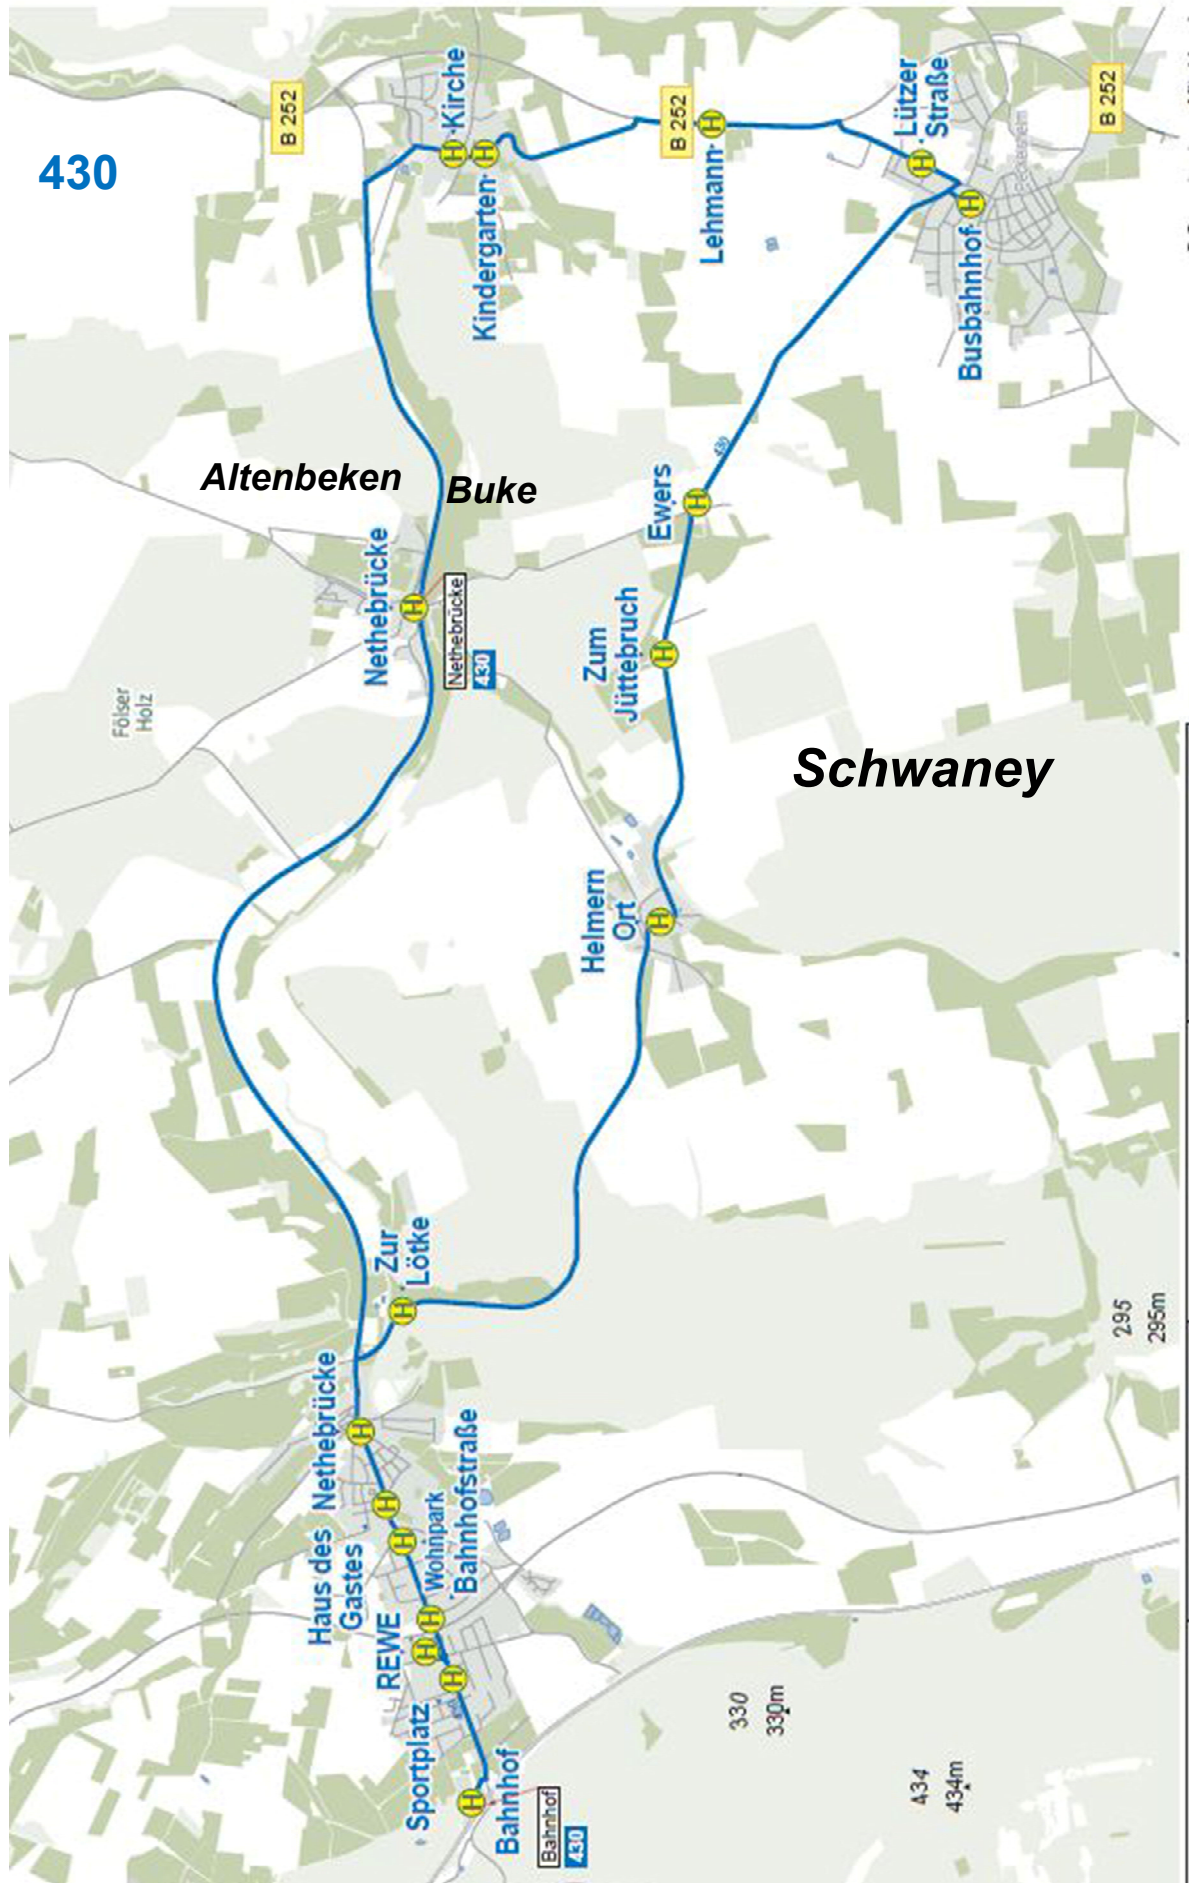 430
B 252
Kirche
Kindergarten
B 252
Lehmann
Lützer
Straße
B 252
Peckelsheim
Busbahnhof
430
Ewers
Altenbeken
Buke
Nethebrücke
Nethebrücke
430
Fölser
Holz
Zum
Jüttebruch
Schwaney
Helmern
Ort
Zur
Lötke
Nethebrücke
Haus des
Gastes
Wohnpark
Bahnhofstraße
REWE
Sportplatz
Bahnhof
Bahnhof
430
295
295m
330
330m
434
434m